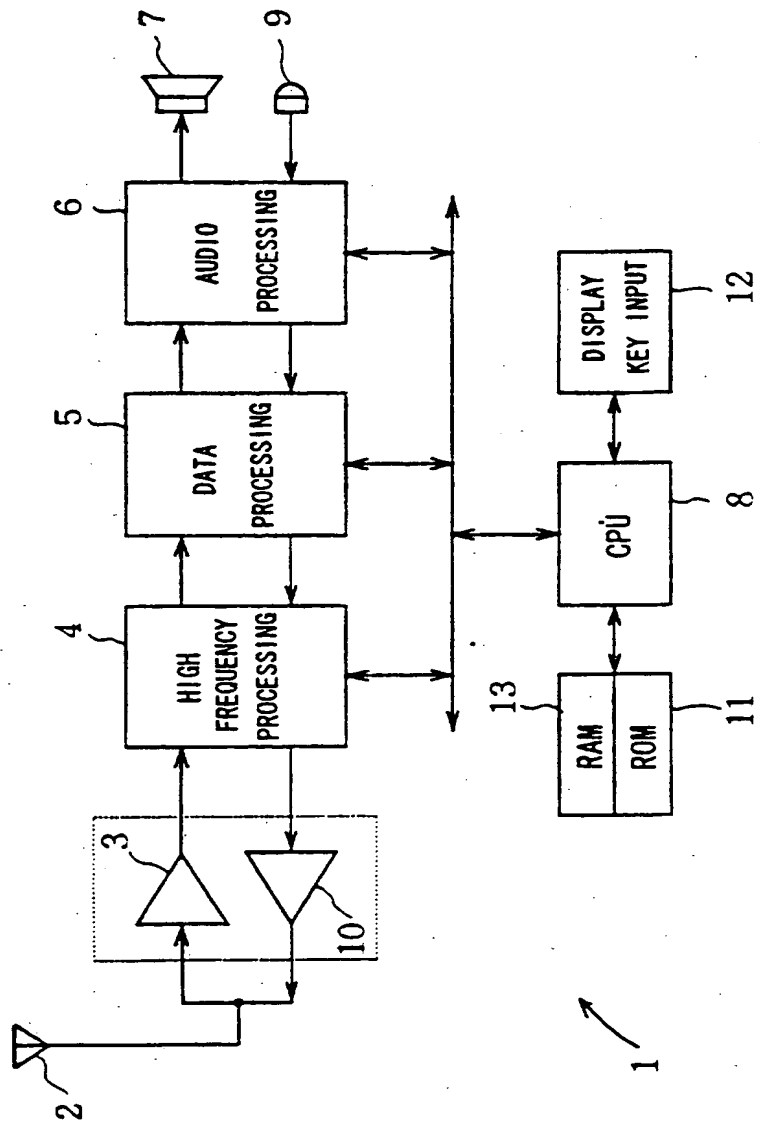 2
3
4
5
6
7
HIGH
FREQUENCY
PROCESSING
DATA
PROCESSING
AUDIO
PROCESSING
9
10
13
RAM
ROM
CPU
DISPLAY
KEY INPUT
1
11
8
12